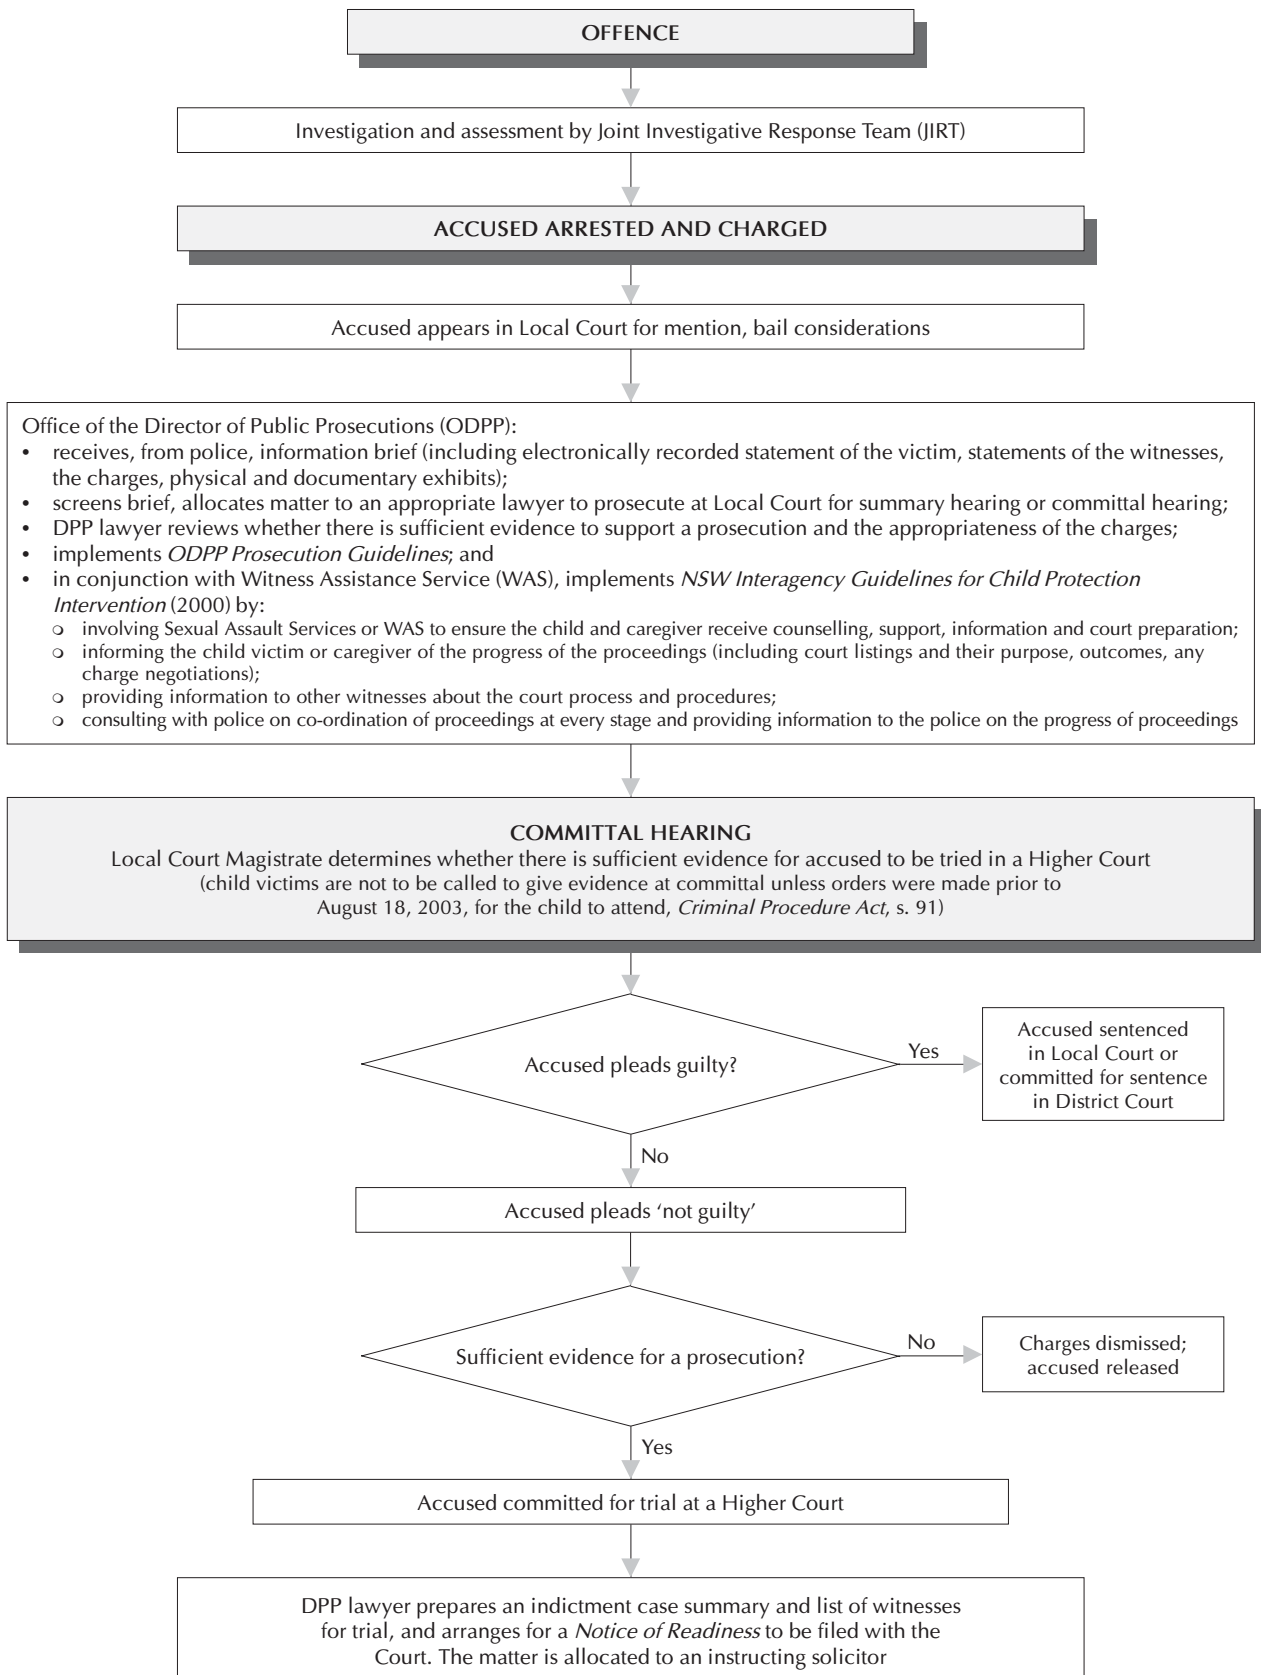 OFFENCE
Investigation and assessment by Joint Investigative Response Team (JIRT)
ACCUSED ARRESTED AND CHARGED
Accused appears in Local Court for mention, bail considerations
Office of the Director of Public Prosecutions (ODPP):
• receives, from police, information brief (including electronically recorded statement of the victim, statements of the witnesses,
the charges, physical and documentary exhibits);
• screens brief, allocates matter to an appropriate lawyer to prosecute at Local Court for summary hearing or committal hearing;
• DPP lawyer reviews whether there is sufficient evidence to support a prosecution and the appropriateness of the charges;
• implements ODPP Prosecution Guidelines; and
• in conjunction with Witness Assistance Service (WAS), implements NSW Interagency Guidelines for Child Protection
Intervention (2000) by:
○ involving Sexual Assault Services or WAS to ensure the child and caregiver receive counselling, support, information and court preparation;
○ informing the child victim or caregiver of the progress of the proceedings (including court listings and their purpose, outcomes, any
charge negotiations);
○ providing information to other witnesses about the court process and procedures;
○ consulting with police on co-ordination of proceedings at every stage and providing information to the police on the progress of proceedings
COMMITTAL HEARING
Local Court Magistrate determines whether there is sufficient evidence for accused to be tried in a Higher Court
(child victims are not to be called to give evidence at committal unless orders were made prior to
August 18, 2003, for the child to attend, Criminal Procedure Act, s. 91)
Accused pleads guilty?
Yes
Accused sentenced
in Local Court or
committed for sentence
in District Court
No
Accused pleads ‘not guilty’
Sufficient evidence for a prosecution?
No
Charges dismissed;
accused released
Yes
Accused committed for trial at a Higher Court
DPP lawyer prepares an indictment case summary and list of witnesses
for trial, and arranges for a Notice of Readiness to be filed with the
Court. The matter is allocated to an instructing solicitor